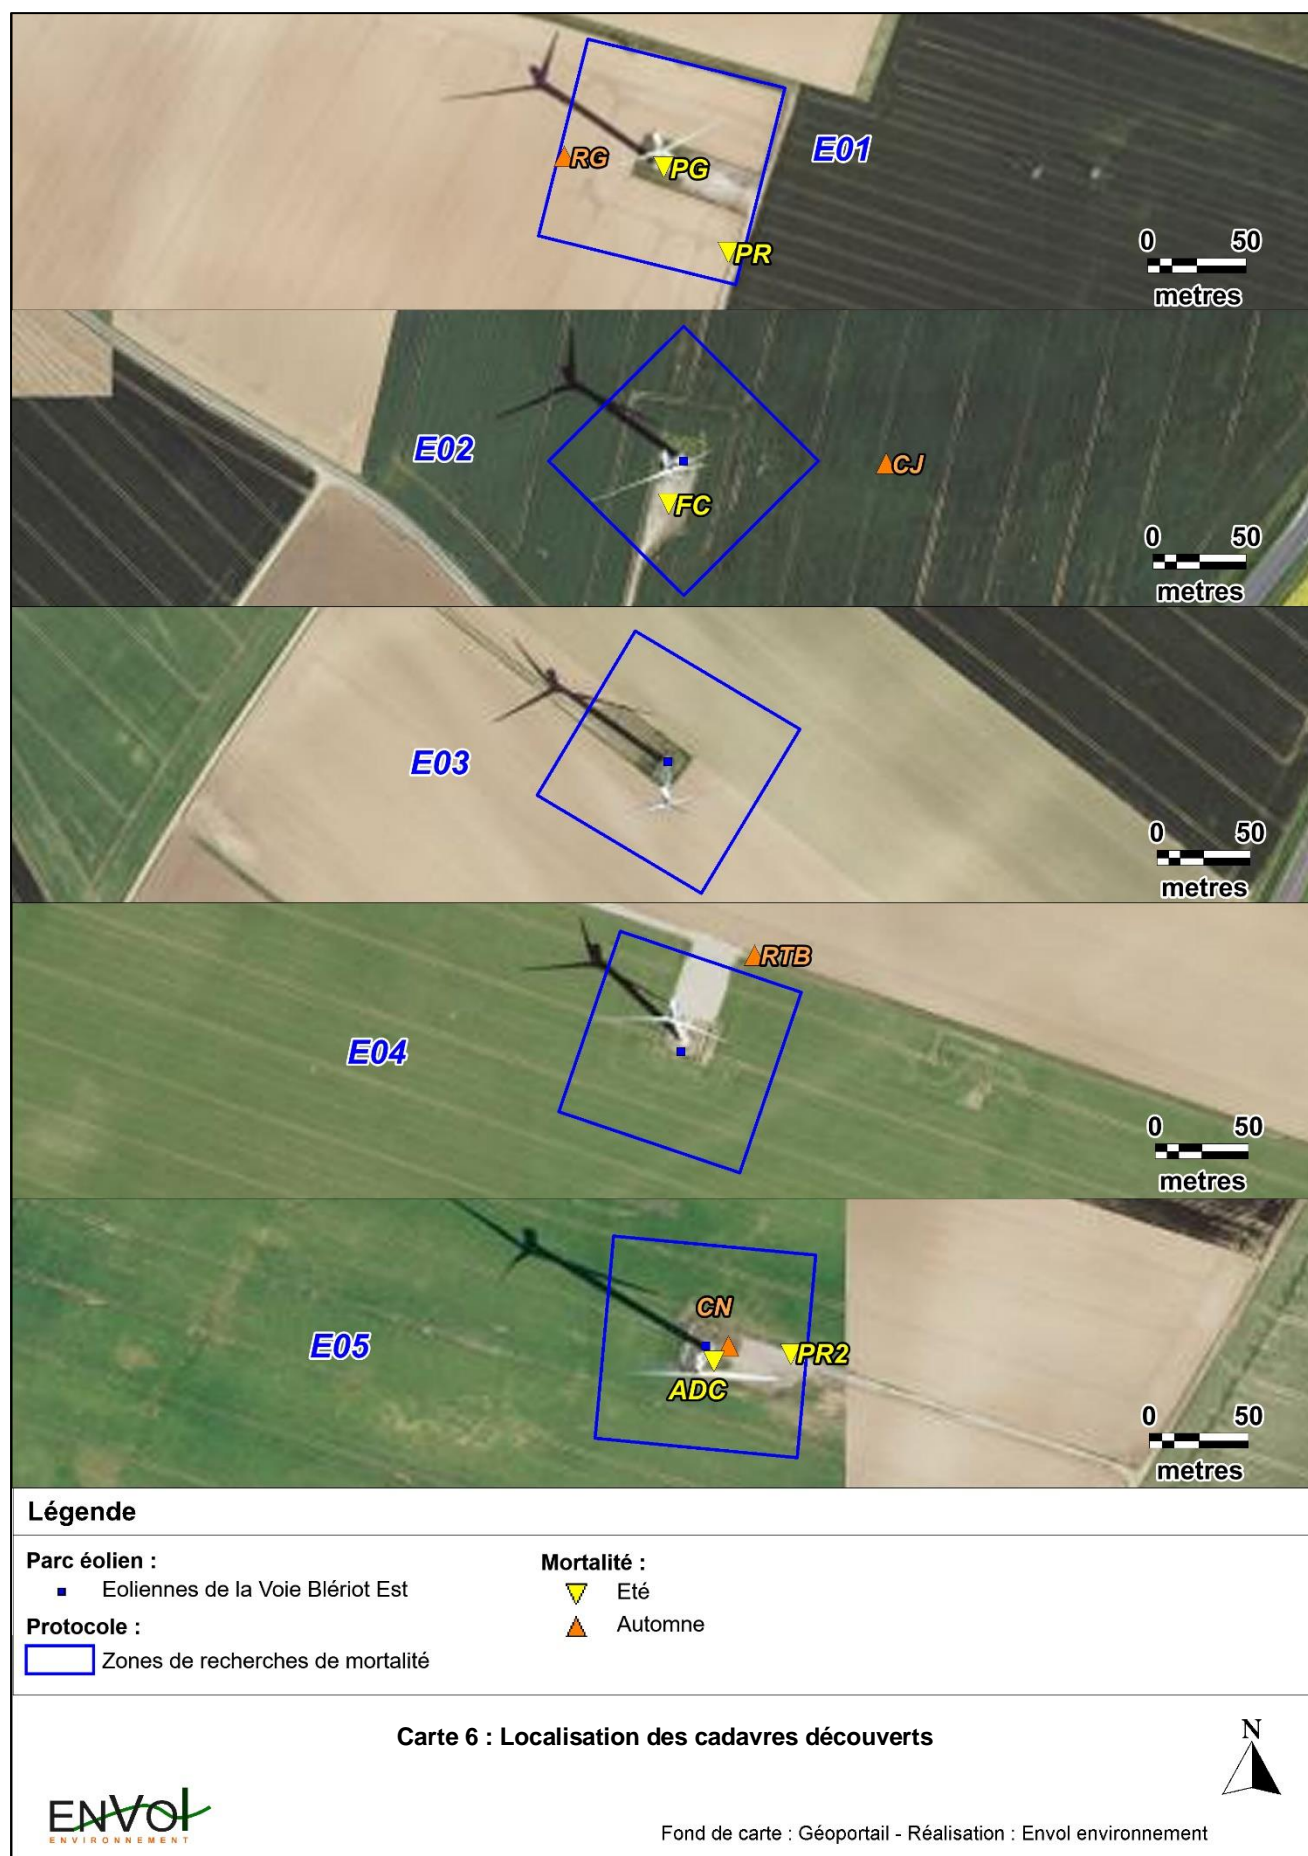 E01
RG
PG
PR
0 50
metres
E02
CJ
FC
0 50
metres
E03
0 50
metres
RTB
E04
0 50
metres
CN
E05
PR2
ADC
0 50
metres
Légende
Parc éolien :
Eoliennes de la Voie Blériot Est
Protocole :
Zones de recherches de mortalité
Mortalité :
Eté
Automne
Carte 6 : Localisation des cadavres découverts
N
ENVOl
ENVIRONNEMENT
Fond de carte : Géoportail - Réalisation : Envol environnement